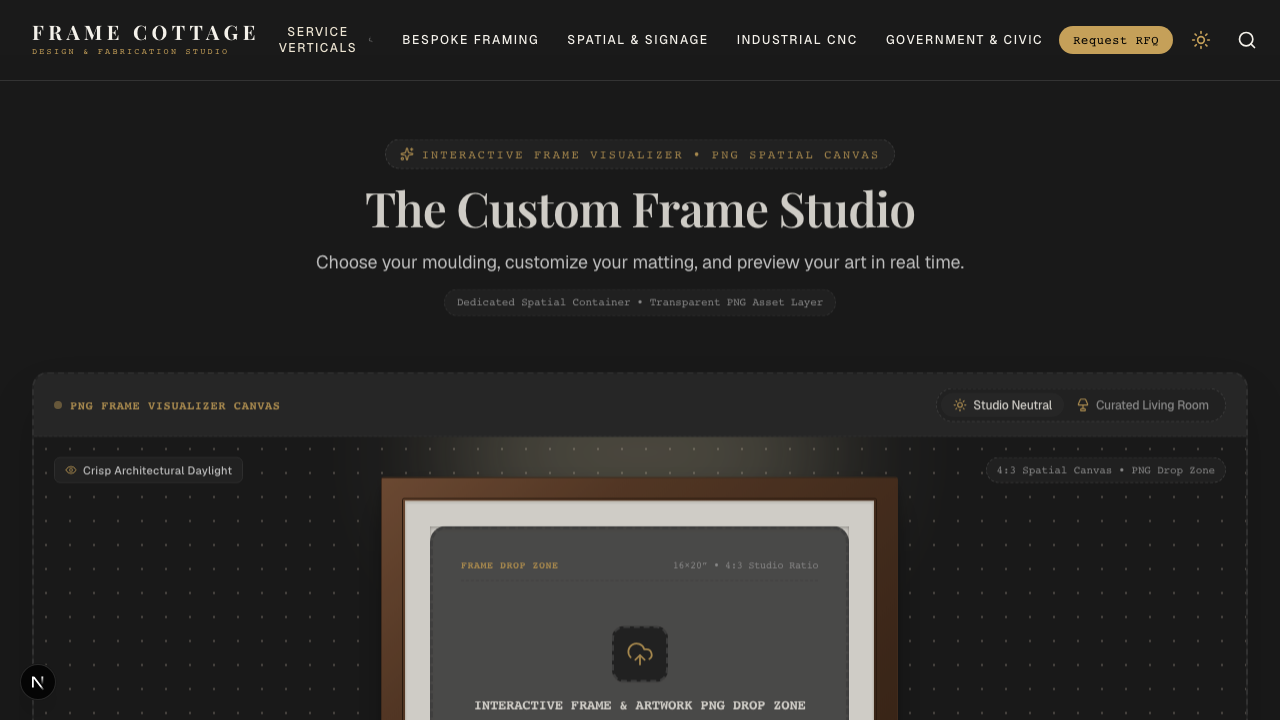 FRAME COTTAGE
DESIGN & FABRICATION STUDIO
SERVICE
VERTICALS
BESPOKE FRAMING
SPATIAL & SIGNAGE
INDUSTRIAL CNC
GOVERNMENT & CIVIC
Request RFQ
INTERACTIVE FRAME VISUALIZER • PNG SPATIAL CANVAS
The Custom Frame Studio
Choose your moulding, customize your matting, and preview your art in real time.
Dedicated Spatial Container • Transparent PNG Asset Layer
PNG FRAME VISUALIZER CANVAS
Studio Neutral
Curated Living Room
Crisp Architectural Daylight
4:3 Spatial Canvas • PNG Drop Zone
FRAME DROP ZONE
16×20" • 4:3 Studio Ratio
INTERACTIVE FRAME & ARTWORK PNG DROP ZONE
N